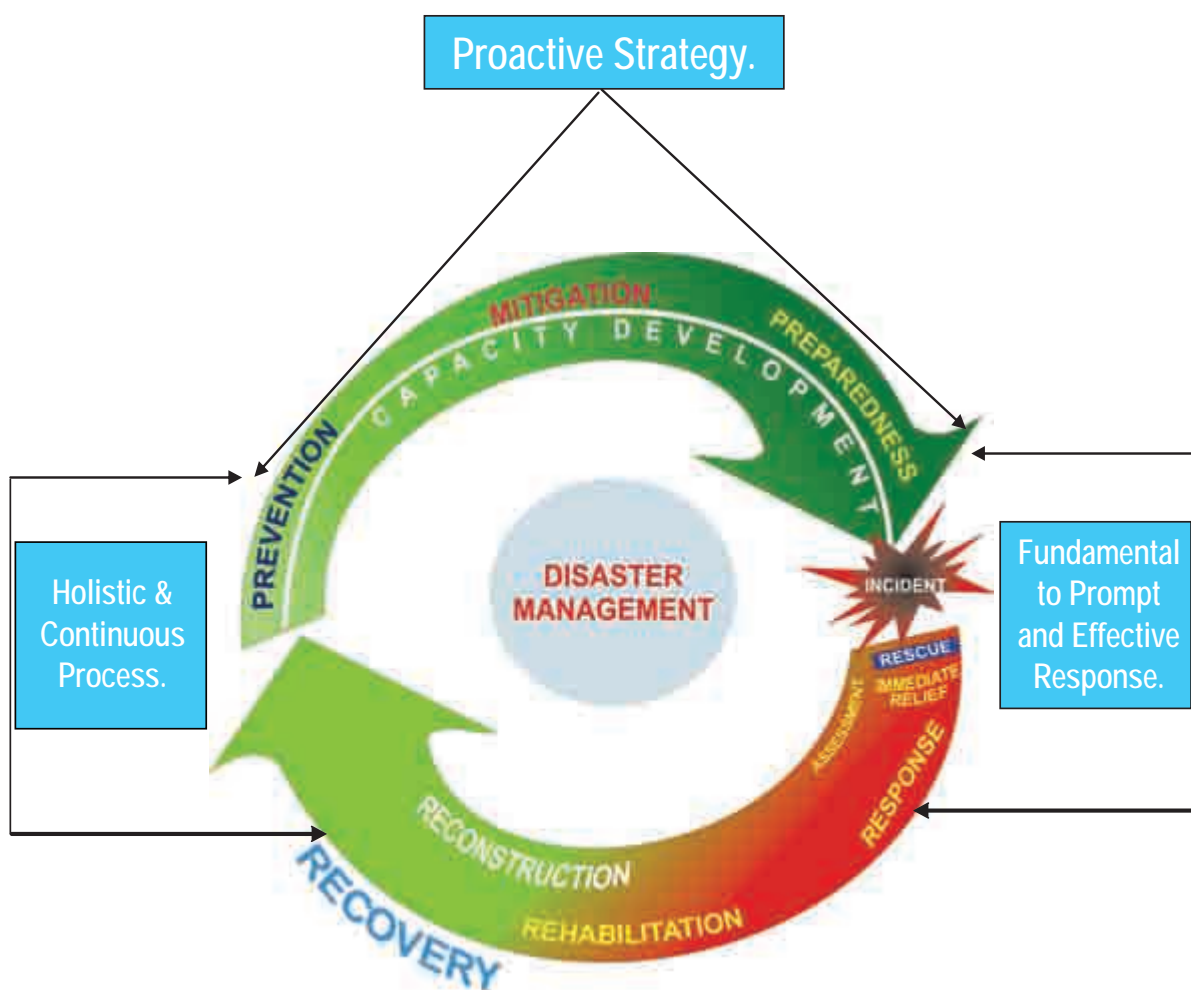 Proactive Strategy.
MITIGATION
CAPACITY DEVELOPMENT
PREPAREDNESS
PREVENTION
Holistic &
Continuous
Process.
DISASTER
MANAGEMENT
INCIDENT
Fundamental
to Prompt
and Effective
Response.
RESCUE
IMMEDIATE
RELIEF
ASSESSMENT
RESPONSE
RECONSTRUCTION
REHABILITATION
RECOVERY